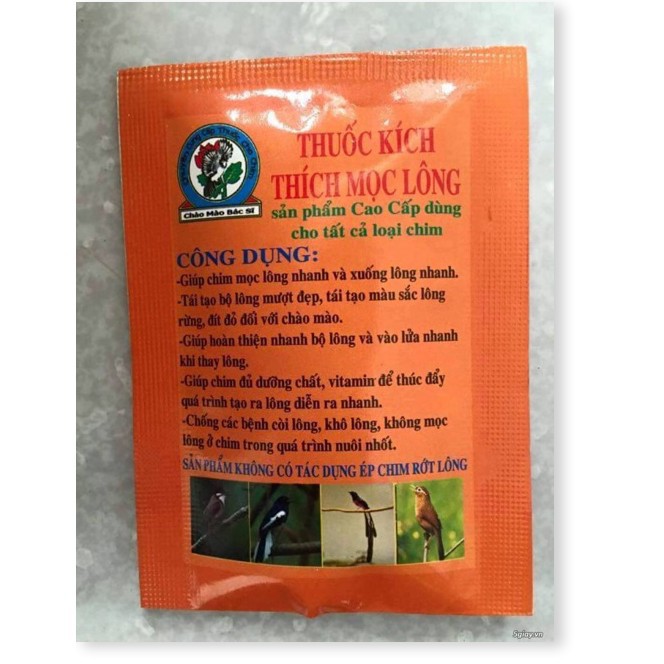 Chào Mào Bác Sĩ
THUỐC KÍCH
THÍCH MỌC LÔNG
sản phẩm Cao Cấp dùng
cho tất cả loại chim
CÔNG DỤNG:
-Giúp chim mọc lông nhanh và xuống lông nhanh.
-Tái tạo bộ lông mượt đẹp, tái tạo màu sắc lông
rừng, đít đỏ đối với chào mào.
-Giúp hoàn thiện nhanh bộ lông và vào lửa nhanh
khi thay lông.
-Giúp chim đủ dưỡng chất, vitamin để thúc đẩy
quá trình tạo ra lông diễn ra nhanh.
-Chống các bệnh còi lông, khô lông, không mọc
lông ở chim trong quá trình nuôi nhốt.
SẢN PHẨM KHÔNG CÓ TÁC DỤNG ÉP CHIM RỚT LÔNG
5giay.vn